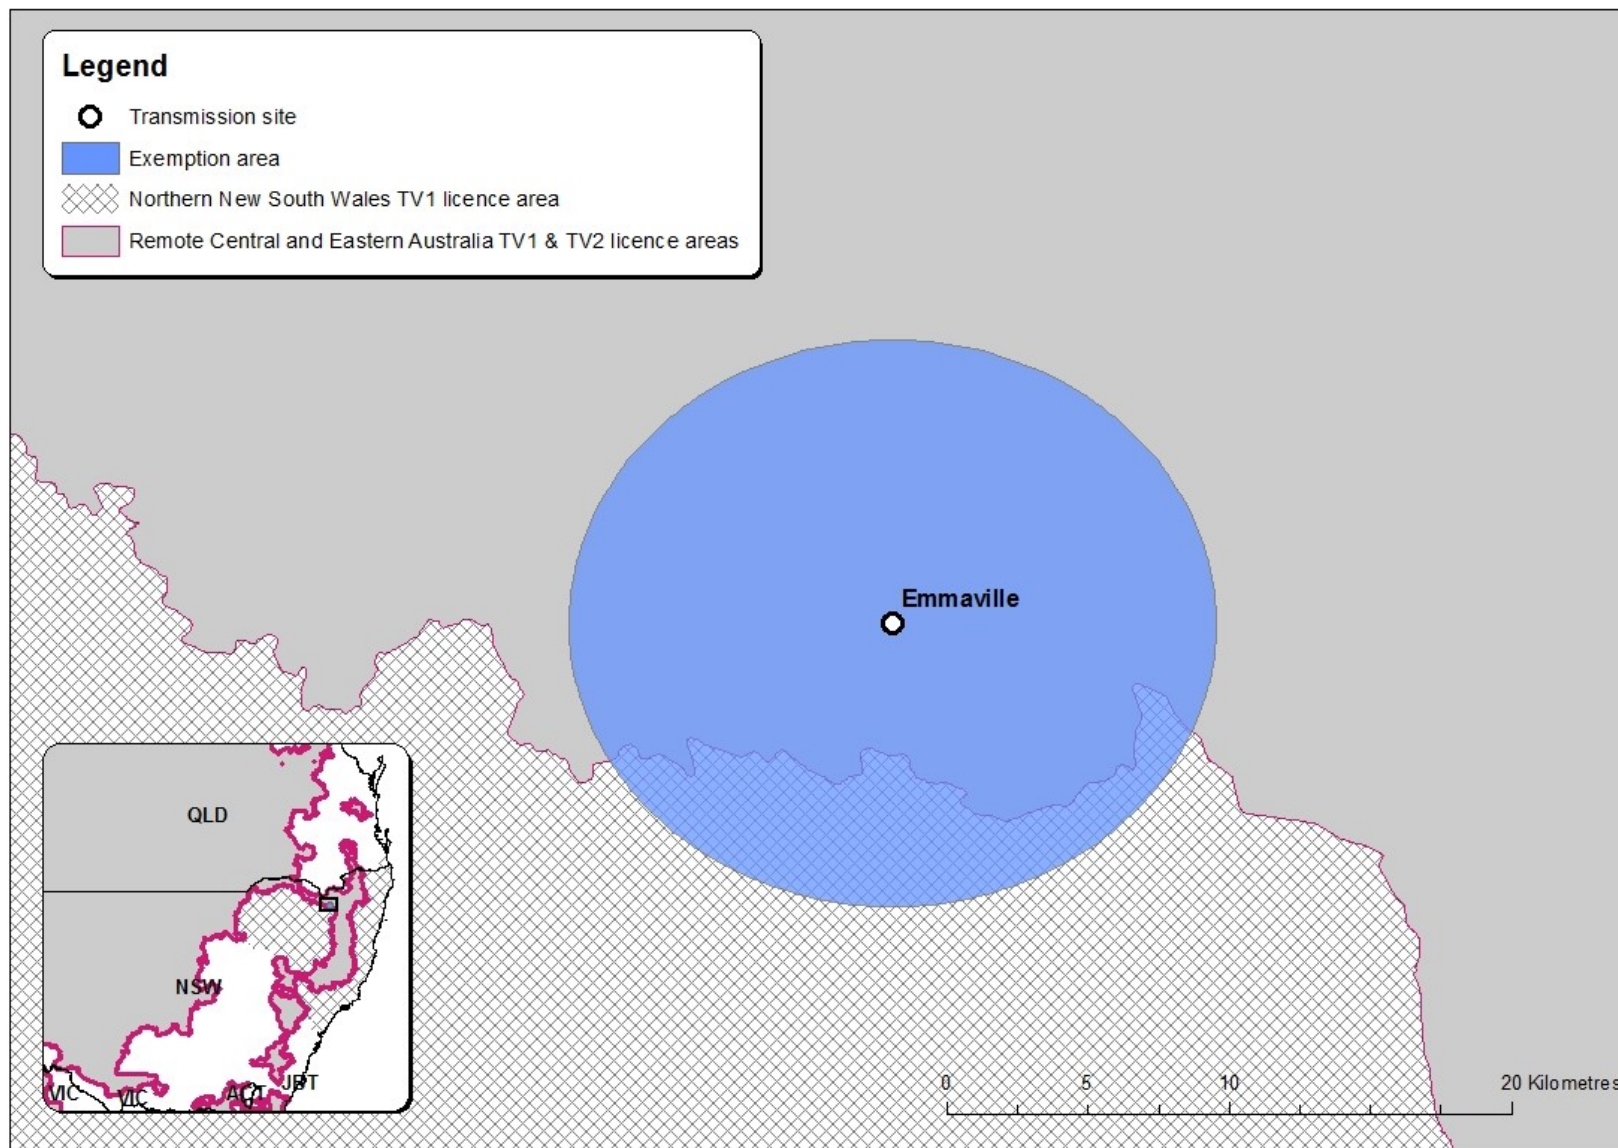 Legend
Transmission site
Exemption area
Northern New South Wales TV1 licence area
Remote Central and Eastern Australia TV1 & TV2 licence areas
Emmaville
QLD
NSW
VIC
VIC
ACT
JBT
0 5 10 20 Kilometres